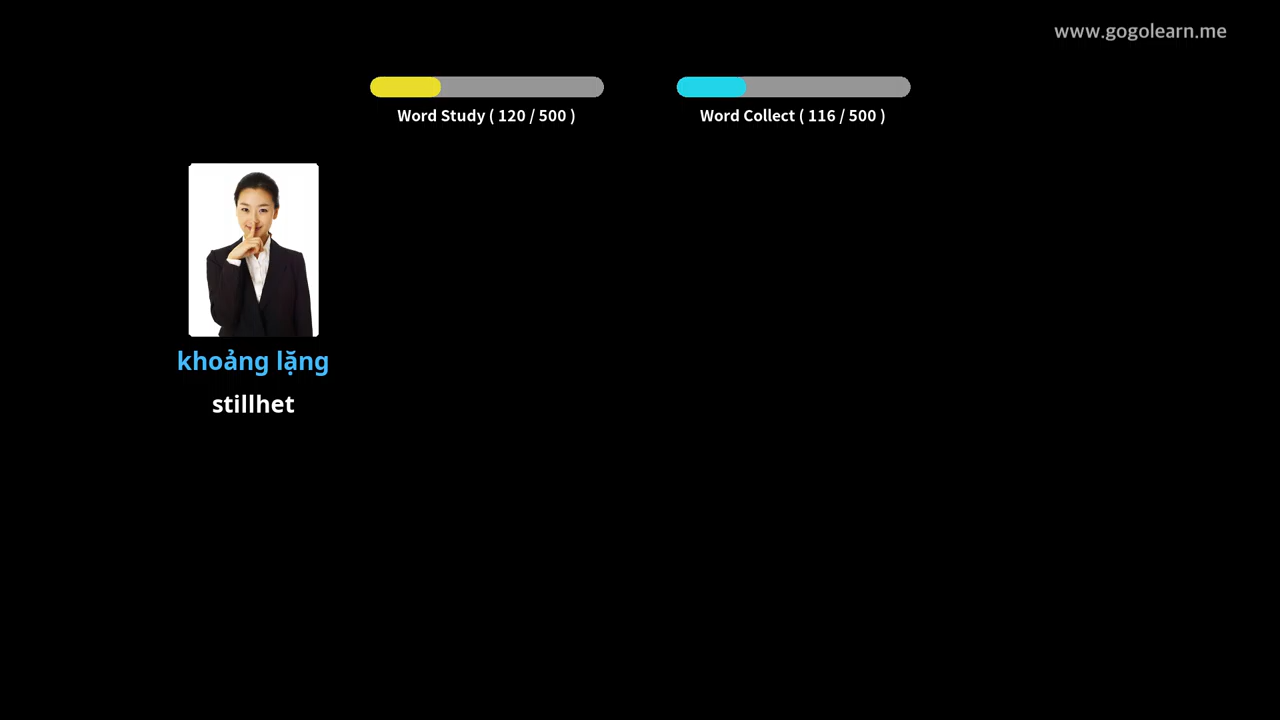 www.gogolearn.me
Word Study ( 120 / 500 )
Word Collect ( 116 / 500 )
khoảng lặng
stillhet